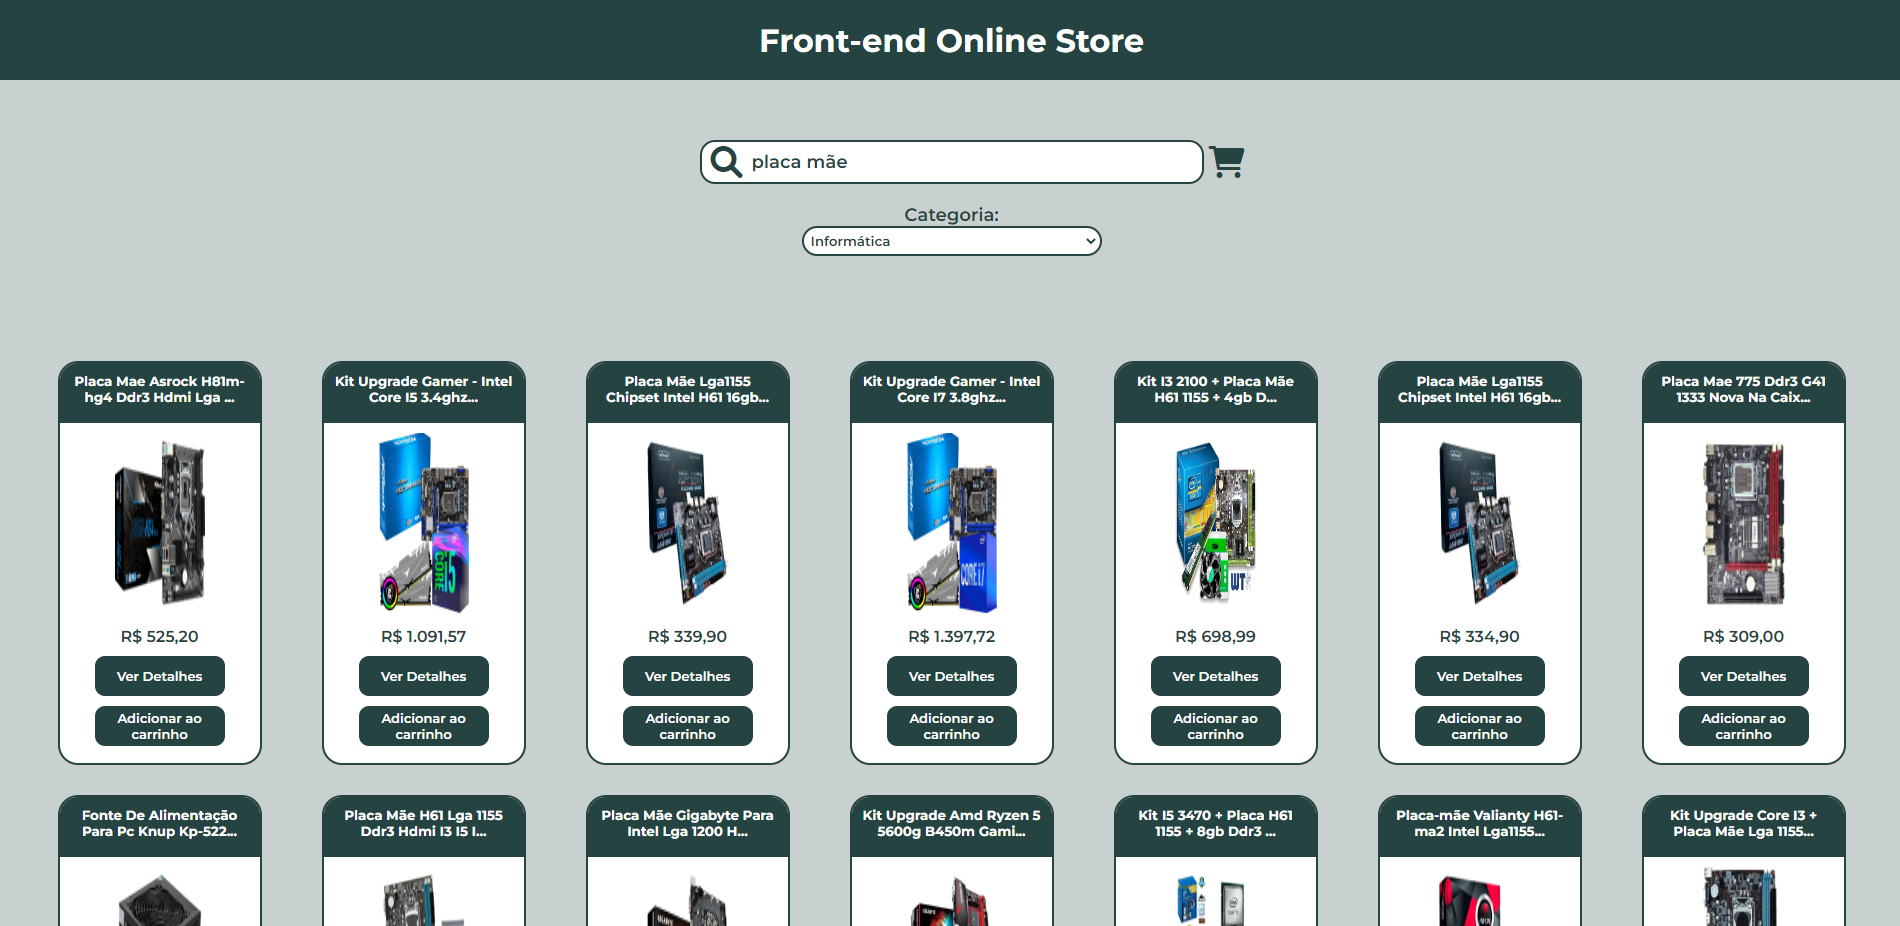 Front-end Online Store
placa mãe
Categoria:
Informática
Placa Mae Asrock H81m-
hg4 Ddr3 Hdmi Lga ...
R$ 525,20
Ver Detalhes
Adicionar ao
carrinho
Kit Upgrade Gamer - Intel
Core I5 3.4ghz...
CORE i5
R$ 1.091,57
Ver Detalhes
Adicionar ao
carrinho
Placa Mãe Lga1155
Chipset Intel H61 16gb...
R$ 339,90
Ver Detalhes
Adicionar ao
carrinho
Kit Upgrade Gamer - Intel
Core I7 3.8ghz...
CORE i7
R$ 1.397,72
Ver Detalhes
Adicionar ao
carrinho
Kit I3 2100 + Placa Mãe
H61 1155 + 4gb D...
WT
R$ 698,99
Ver Detalhes
Adicionar ao
carrinho
Placa Mãe Lga1155
Chipset Intel H61 16gb...
R$ 334,90
Ver Detalhes
Adicionar ao
carrinho
Placa Mae 775 Ddr3 G41
1333 Nova Na Caix...
R$ 309,00
Ver Detalhes
Adicionar ao
carrinho
Fonte De Alimentação
Para Pc Knup Kp-522...
Placa Mãe H61 Lga 1155
Ddr3 Hdmi I3 I5 I...
Placa Mãe Gigabyte Para
Intel Lga 1200 H...
Kit Upgrade Amd Ryzen 5
5600g B450m Gami...
Kit I5 3470 + Placa H61
1155 + 8gb Ddr3 ...
Placa-mãe Valianty H61-
ma2 Intel Lga1155...
Kit Upgrade Core I3 +
Placa Mãe Lga 1155...